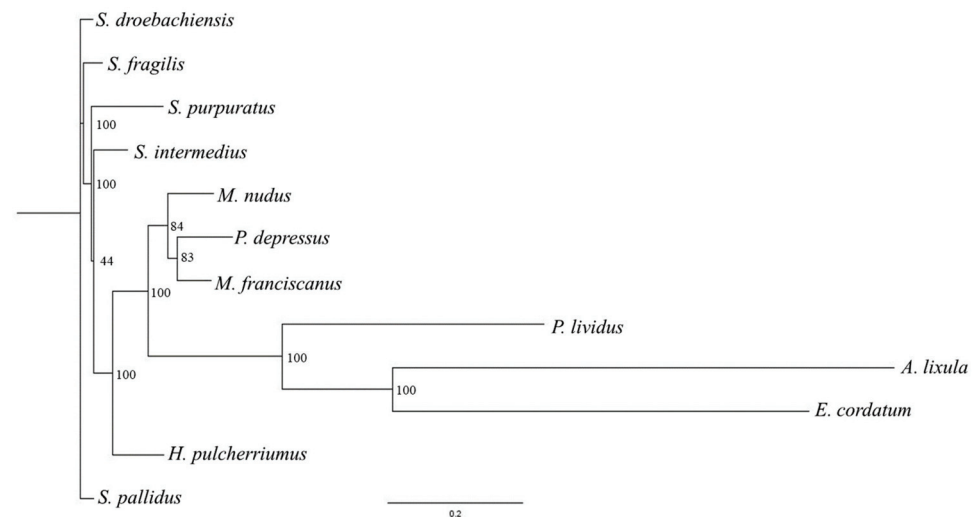 S. droebachiensis
S. fragilis
S. purpuratus
100
S. intermedius
100
M. nudus
84
P. depressus
83
44
M. franciscanus
100
P. lividus
100
A. lixula
100
100
E. cordatum
H. pulcherriumus
S. pallidus
0.2